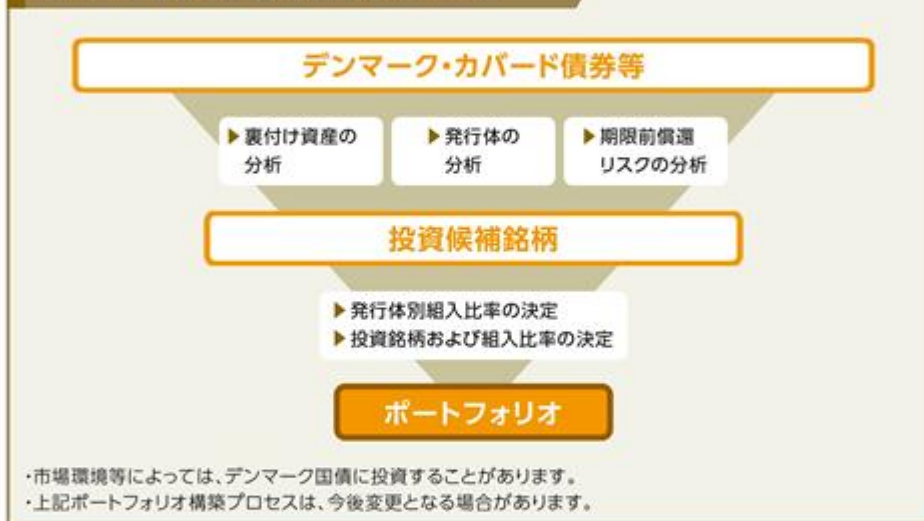 デンマーク・カバード債券等
▶裏付け資産の
分析
▶発行体の
分析
▶期限前償還
リスクの分析
投資候補銘柄
▶発行体別組入比率の決定
▶投資銘柄および組入比率の決定
ポートフォリオ
・市場環境等によっては、デンマーク国債に投資することがあります。
・上記ポートフォリオ構築プロセスは、今後変更となる場合があります。